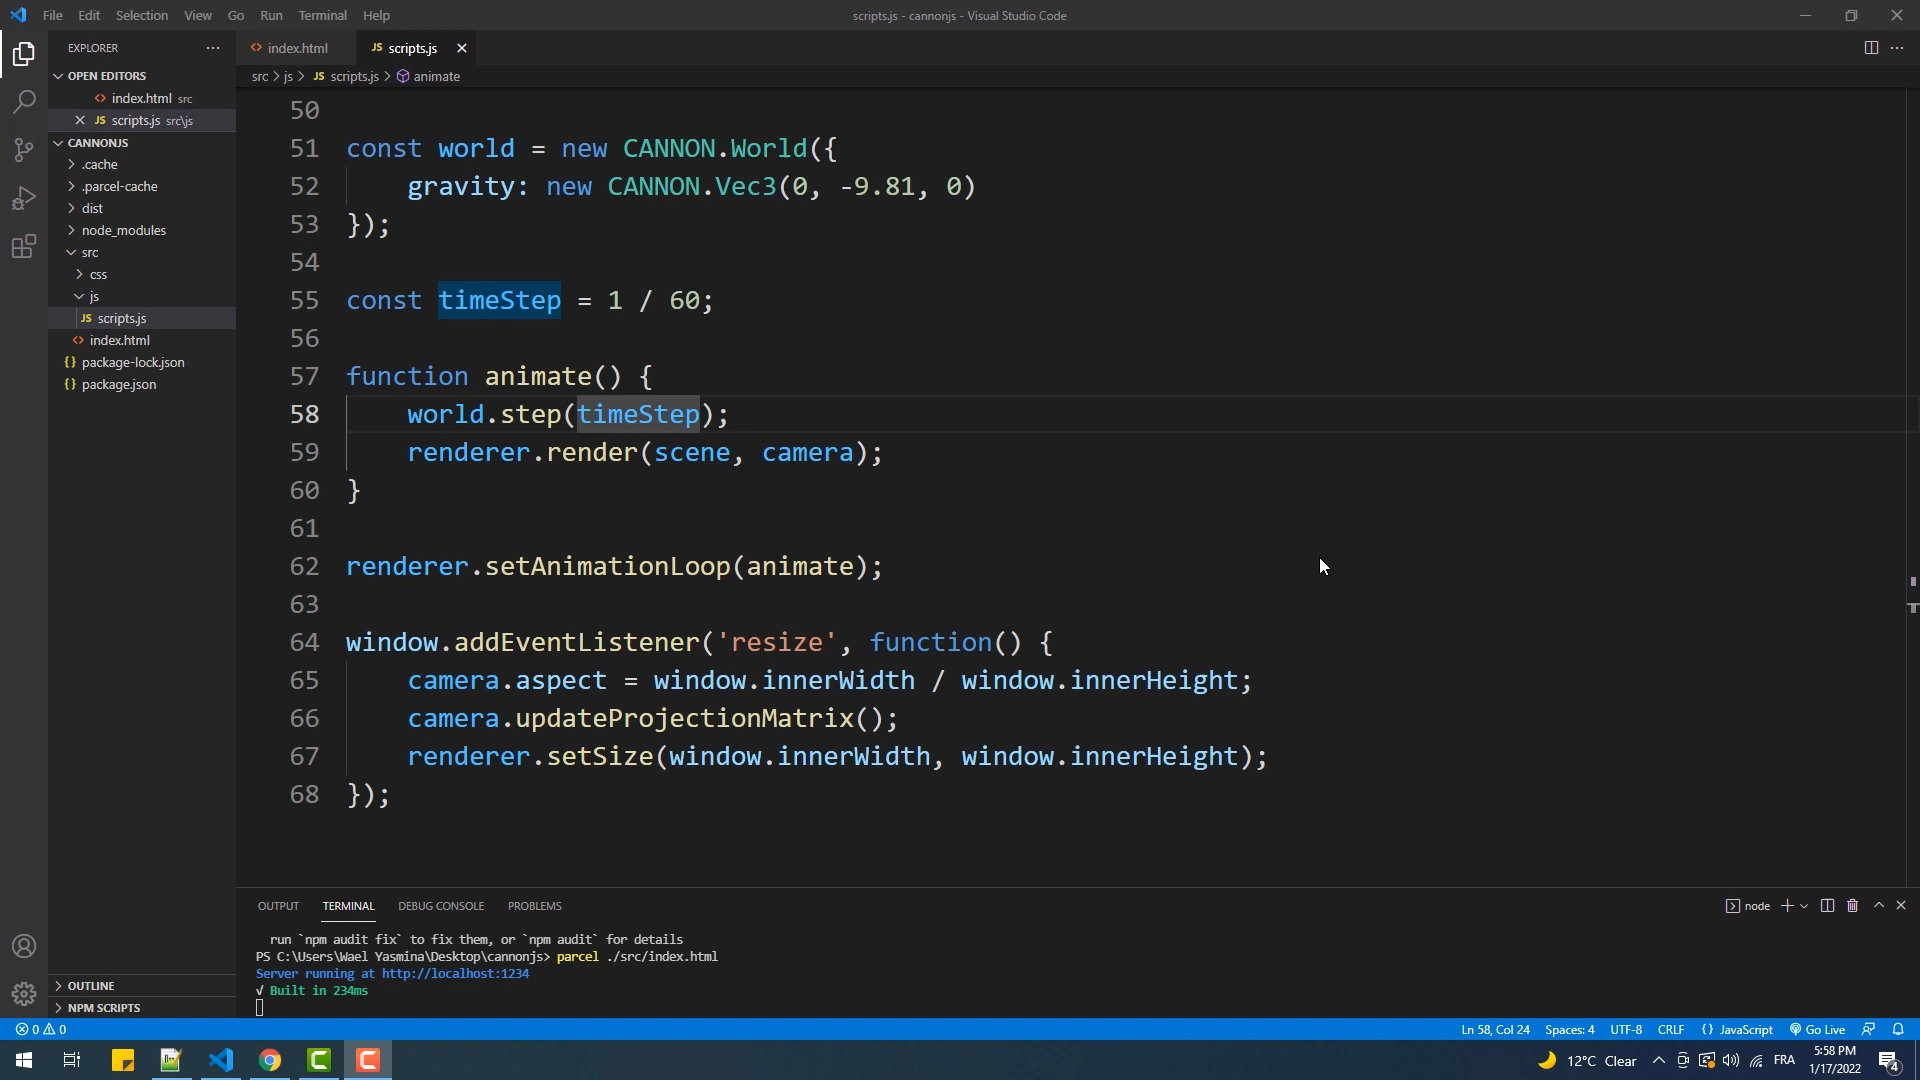 File Edit Selection View Go Run Terminal Help
scripts.js - cannonjs - Visual Studio Code
EXPLORER
OPEN EDITORS
index.html src
JS scripts.js src\js
CANNONJS
.cache
.parcel-cache
dist
node_modules
src
css
js
JS scripts.js
index.html
{} package-lock.json
{} package.json
OUTLINE
NPM SCRIPTS
index.html
JS scripts.js
src > js > JS scripts.js > animate
50
51 const world = new CANNON.World({
52 gravity: new CANNON.Vec3(0, -9.81, 0)
53 });
54
55 const timeStep = 1 / 60;
56
57 function animate() {
58 world.step(timeStep);
59 renderer.render(scene, camera);
60 }
61
62 renderer.setAnimationLoop(animate);
63
64 window.addEventListener('resize', function() {
65 camera.aspect = window.innerWidth / window.innerHeight;
66 camera.updateProjectionMatrix();
67 renderer.setSize(window.innerWidth, window.innerHeight);
68 });
OUTPUT TERMINAL DEBUG CONSOLE PROBLEMS
node
run `npm audit fix` to fix them, or `npm audit` for details
PS C:\Users\Wael Yasmina\Desktop\cannonjs> parcel ./src/index.html
Server running at http://localhost:1234
√ Built in 234ms
0 0
Ln 58, Col 24 Spaces: 4 UTF-8 CRLF {} JavaScript Go Live
12°C Clear FRA
5:58 PM
1/17/2022
4